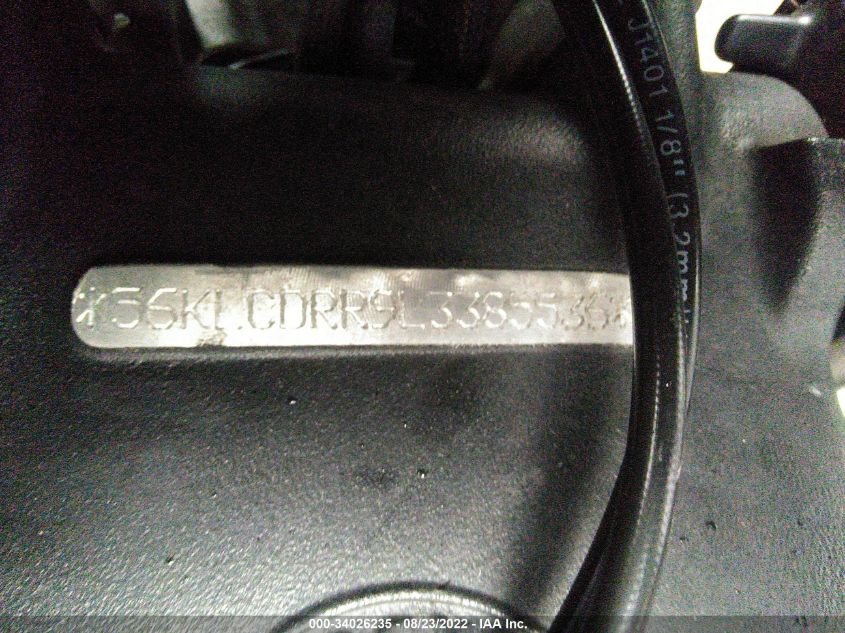 J1401 1/8" (3.2mm
*56KLCDRR9L3385536*
000-34026235 - 08/23/2022 - IAA Inc.